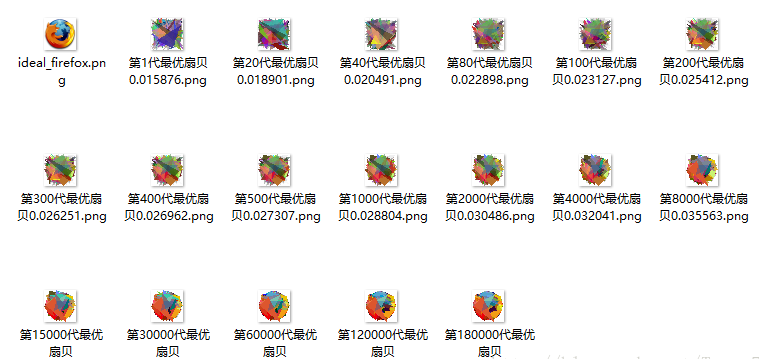 ideal_firefox.pn
g
第1代最优扇贝
0.015876.png
第20代最优扇贝
0.018901.png
第40代最优扇贝
0.020491.png
第80代最优扇贝
0.022898.png
第100代最优扇
贝0.023127.png
第200代最优扇
贝0.025412.png
第300代最优扇
贝0.026251.png
第400代最优扇
贝0.026962.png
第500代最优扇
贝0.027307.png
第1000代最优扇
贝0.028804.png
第2000代最优扇
贝0.030486.png
第4000代最优扇
贝0.032041.png
第8000代最优扇
贝0.035563.png
第15000代最优
扇贝
第30000代最优
扇贝
第60000代最优
扇贝
第120000代最优
扇贝
第180000代最优
扇贝